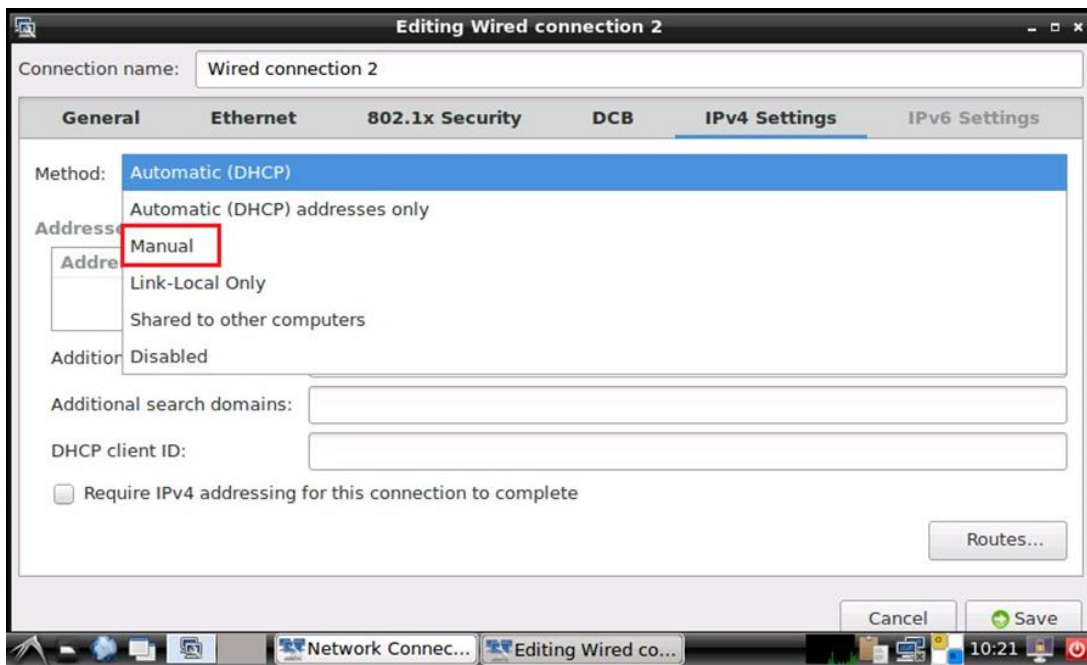 Editing Wired connection 2
Connection name: Wired connection 2
General Ethernet 802.1x Security DCB IPv4 Settings IPv6 Settings
Method: Automatic (DHCP)
Automatic (DHCP) addresses only
Addresse
Manual
Addre
Link-Local Only
Shared to other computers
Addition Disabled
Additional search domains:
DHCP client ID:
Require IPv4 addressing for this connection to complete
Routes...
Cancel Save
Network Connec... Editing Wired co... 10:21